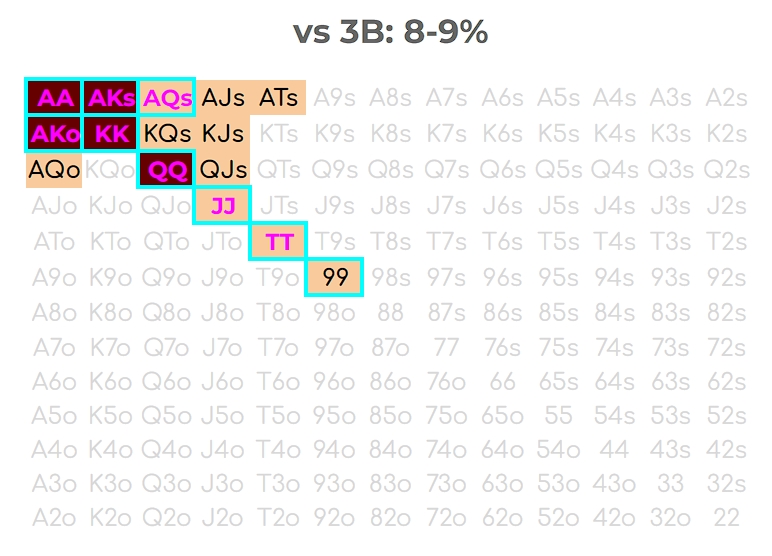 vs 3B: 8-9%
AA AKs AQs AJs ATs A9s A8s A7s A6s A5s A4s A3s A2s
AKo KK KQs KJs KTs K9s K8s K7s K6s K5s K4s K3s K2s
AQo KQo QQ QJs QTs Q9s Q8s Q7s Q6s Q5s Q4s Q3s Q2s
AJo KJo QJo JJ JTs J9s J8s J7s J6s J5s J4s J3s J2s
ATo KTo QTo JTo TT T9s T8s T7s T6s T5s T4s T3s T2s
A9o K9o Q9o J9o T9o 99 98s 97s 96s 95s 94s 93s 92s
A8o K8o Q8o J8o T8o 98o 88 87s 86s 85s 84s 83s 82s
A7o K7o Q7o J7o T7o 97o 87o 77 76s 75s 74s 73s 72s
A6o K6o Q6o J6o T6o 96o 86o 76o 66 65s 64s 63s 62s
A5o K5o Q5o J5o T5o 95o 85o 75o 65o 55 54s 53s 52s
A4o K4o Q4o J4o T4o 94o 84o 74o 64o 54o 44 43s 42s
A3o K3o Q3o J3o T3o 93o 83o 73o 63o 53o 43o 33 32s
A2o K2o Q2o J2o T2o 92o 82o 72o 62o 52o 42o 32o 22